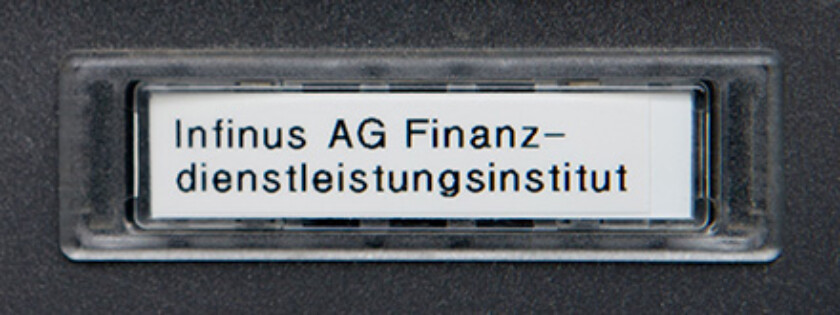 Infinus AG Finanz-
dienstleistungsinstitut